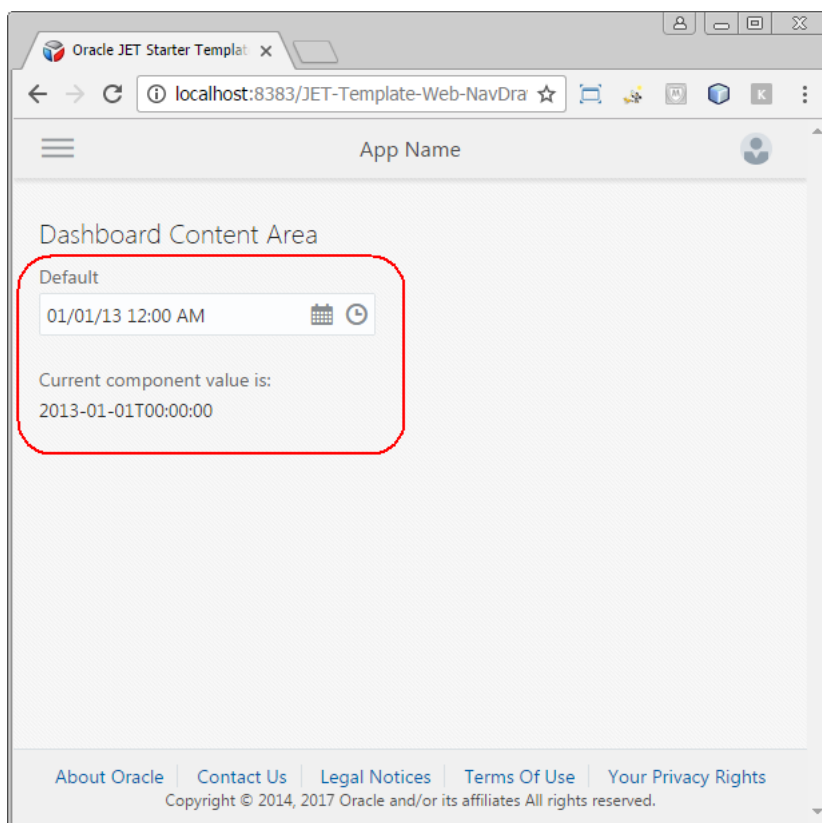 Oracle JET Starter Templat
localhost:8383/JET-Template-Web-NavDra
App Name
Dashboard Content Area
Default
01/01/13 12:00 AM
Current component value is:
2013-01-01T00:00:00
About Oracle Contact Us Legal Notices Terms Of Use Your Privacy Rights
Copyright © 2014, 2017 Oracle and/or its affiliates All rights reserved.